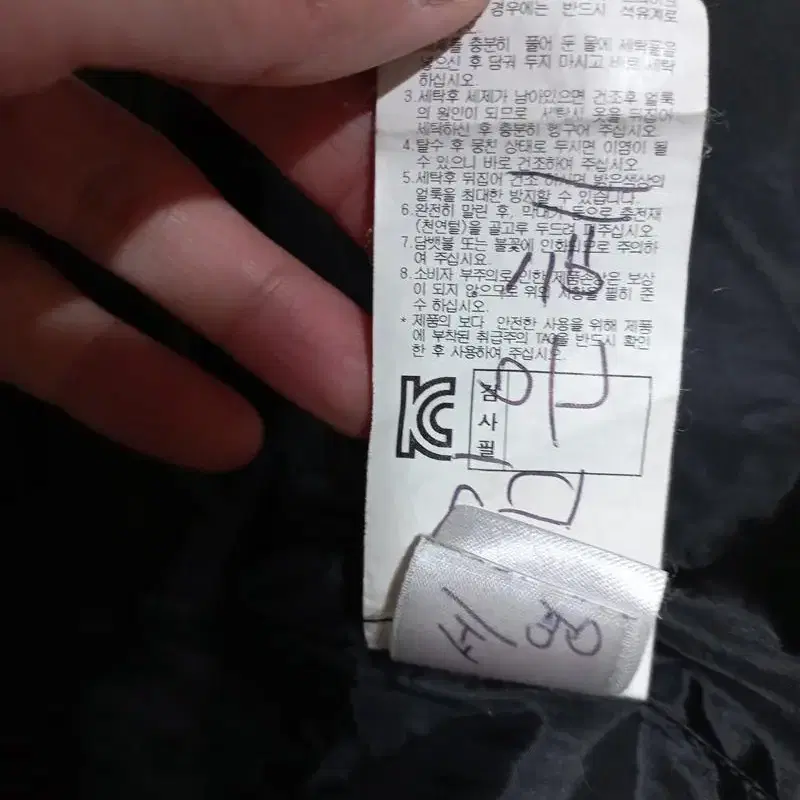 경우에는 반드시 석유계로
충분히 풀어 둔 물에 세탁물을
넣으신 후 담궈 두지 마시고 바로 세탁
하십시오.
3.세탁후 세제가 남아있으면 건조후 얼룩
의 원인이 되므로 세탁시 옷을 뒤집어
세탁하신 후 충분히 헹구어 주십시오.
4.탈수 후 뭉친 상태로 두시면 이염이 될
수 있으니 바로 건조하여 주십시오.
5.세탁후 뒤집어 건조 하시면 밝은색상의
얼룩을 최대한 방지할 수 있습니다.
6.완전히 말린 후, 막대기 등으로 충전재
(천연털)을 골고루 두드려 주십시오.
7.담뱃불 또는 불꽃에 인화되므로 주의하
여 주십시요.
8.소비자 부주의로 인한 제품손상은 보상
이 되지 않으므로 위의 사항을 필히 준
수 하십시오.
* 제품의 보다 안전한 사용을 위해 제품
에 부착된 취급주의 TAG을 반드시 확인
한 후 사용하여 주십시오.
검사필